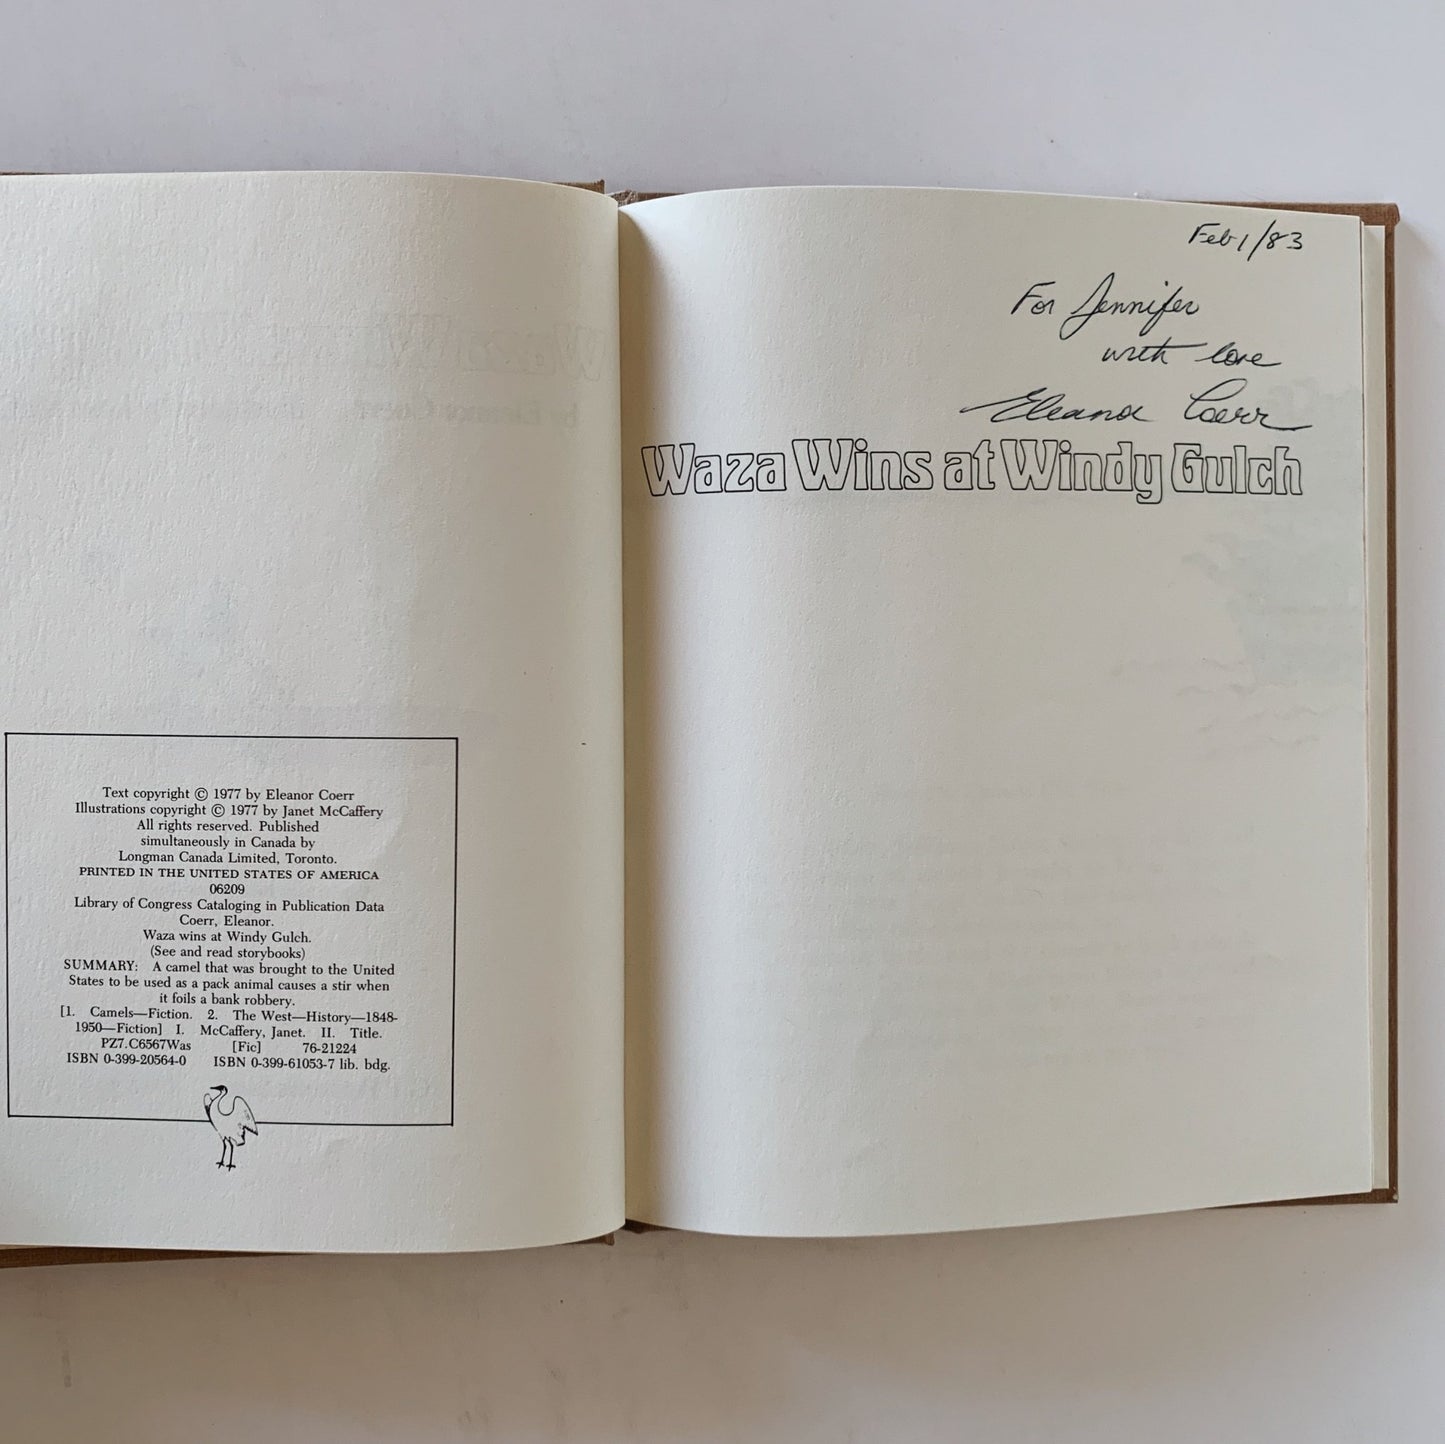 Text copyright © 1977 by Eleanor Coerr
Illustrations copyright © 1977 by Janet McCaffery
All rights reserved. Published
simultaneously in Canada by
Longman Canada Limited, Toronto.
PRINTED IN THE UNITED STATES OF AMERICA
06209
Library of Congress Cataloging in Publication Data
Coerr, Eleanor.
Waza wins at Windy Gulch.
(See and read storybooks)
SUMMARY: A camel that was brought to the United
States to be used as a pack animal causes a stir when
it foils a bank robbery.
[1. Camels—Fiction. 2. The West—History—1848-
1950—Fiction] I. McCaffery, Janet. II. Title.
PZ7.C6567Was [Fic] 76-21224
ISBN 0-399-20564-0 ISBN 0-399-61053-7 lib. bdg.
Feb 1/83
For Jennifer
with love
Eleanor Coerr
Waza Wins at Windy Gulch